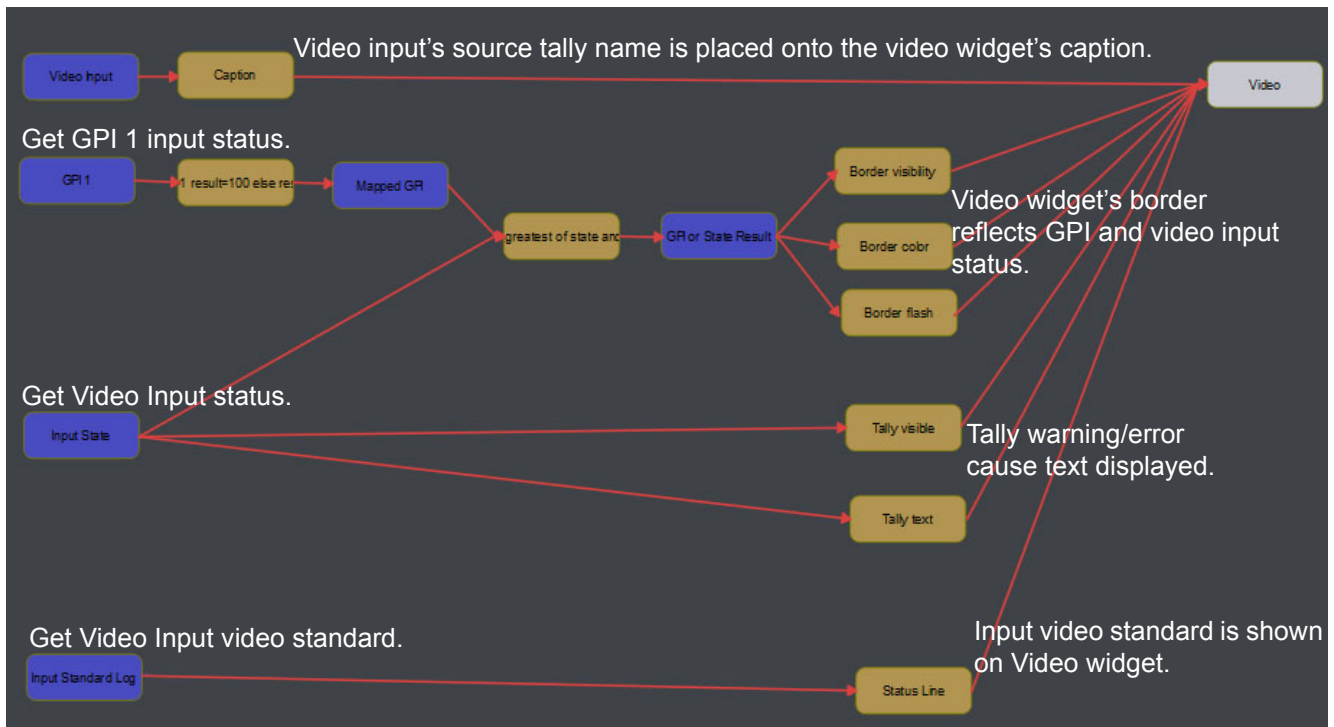 Video input's source tally name is placed onto the video widget's caption.
Video Input
Caption
Video
Get GPI 1 input status.
GPI 1
1 result=100 else res
Mapped GPI
greatest of state and
GPI or State Result
Border visibility
Border color
Border flash
Video widget's border
reflects GPI and video input
status.
Get Video Input status.
Input State
Tally visible
Tally warning/error
cause text displayed.
Tally text
Get Video Input video standard.
Input Standard Log
Status Line
Input video standard is shown
on Video widget.